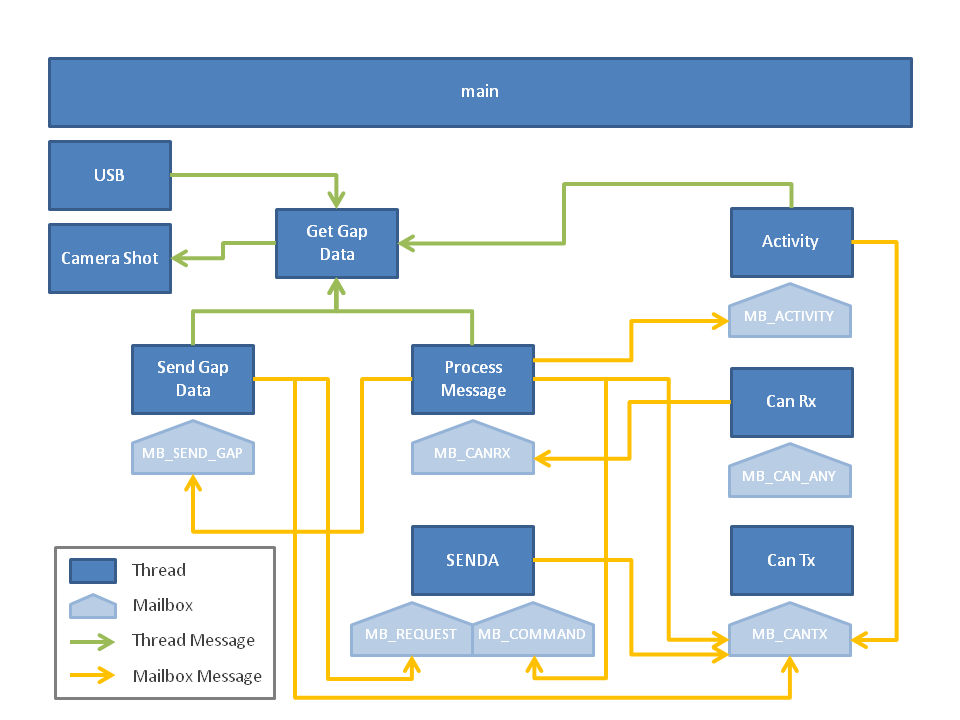 main
USB
Get Gap
Data
Activity
Camera Shot
MB_ACTIVITY
Send Gap
Data
Process
Message
Can Rx
MB_SEND_GAP
MB_CANRX
MB_CAN_ANY
SENDA
Can Tx
MB_REQUEST
MB_COMMAND
MB_CANTX
Thread
Mailbox
Thread Message
Mailbox Message